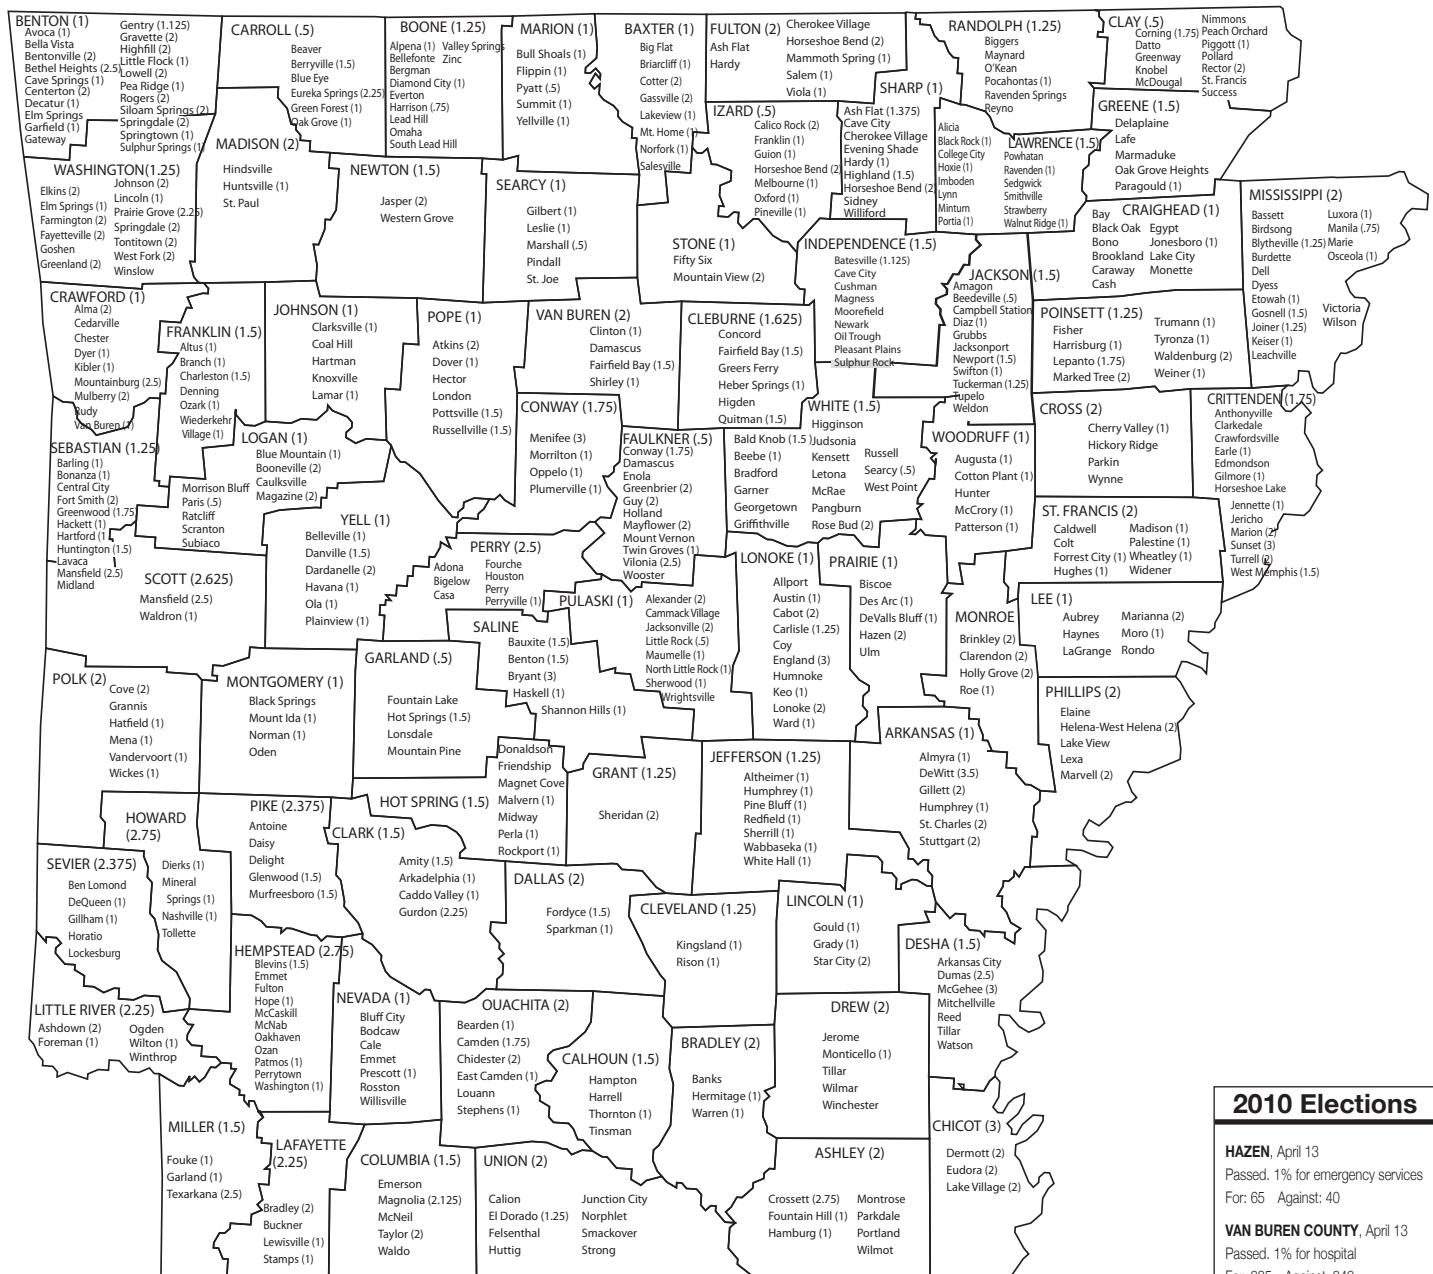 BENTON (1)
Avoca (1)
Bella Vista
Bentonville (2)
Bethel Heights (2.5)
Cave Springs (1)
Centerton (2)
Decatur (1)
Elm Springs
Garfield (1)
Gateway
Gentry (1.125)
Gravette (2)
Highfill (2)
Little Flock (1)
Lowell (2)
Pea Ridge (1)
Rogers (2)
Siloam Springs (2)
Springdale (2)
Springtown (1)
Sulphur Springs (1)
CARROLL (.5)
Beaver
Berryville (1.5)
Blue Eye
Eureka Springs (2.25)
Green Forest (1)
Oak Grove (1)
BOONE (1.25)
Alpena (1)
Bellefonte
Bergman
Diamond City (1)
Everton
Harrison (.75)
Lead Hill
Omaha
South Lead Hill
Valley Springs
Zinc
MARION (1)
Bull Shoals (1)
Flippin (1)
Pyatt (.5)
Summit (1)
Yellville (1)
BAXTER (1)
Big Flat
Briarcliff (1)
Cotter (2)
Gassville (2)
Lakeview (1)
Mt. Home (1)
Norfork (1)
Salesville
FULTON (2)
Ash Flat
Hardy
Cherokee Village
Horseshoe Bend (2)
Mammoth Spring (1)
Salem (1)
Viola (1)
SHARP (1)
Ash Flat (1.375)
Cave City
Cherokee Village
Evening Shade
Hardy (1)
Highland (1.5)
Horseshoe Bend (2)
Sidney
Williford
RANDOLPH (1.25)
Biggers
Maynard
O'Kean
Pocahontas (1)
Ravenden Springs
Reyno
CLAY (.5)
Corning (1.75)
Datto
Greenway
Knobel
McDougal
Nimmons
Peach Orchard
Piggott (1)
Pollard
Rector (2)
St. Francis
Success
GREENE (1.5)
Delaplaine
Lafe
Marmaduke
Oak Grove Heights
Paragould (1)
IZARD (.5)
Calico Rock (2)
Franklin (1)
Guion (1)
Horseshoe Bend (2)
Melbourne (1)
Oxford (1)
Pineville (1)
LAWRENCE (1.5)
Alicia
Black Rock (1)
College City
Hoxie (1)
Imboden
Lynn
Minturn
Portia (1)
Powhatan
Ravenden (1)
Sedgwick
Smithville
Strawberry
Walnut Ridge (1)
MADISON (2)
Hindsville
Huntsville (1)
St. Paul
WASHINGTON(1.25)
Elkins (2)
Elm Springs (1)
Farmington (2)
Fayetteville (2)
Goshen
Greenland (2)
Johnson (2)
Lincoln (1)
Prairie Grove (2.25)
Springdale (2)
Tontitown (2)
West Fork (2)
Winslow
NEWTON (1.5)
Jasper (2)
Western Grove
SEARCY (1)
Gilbert (1)
Leslie (1)
Marshall (.5)
Pindall
St. Joe
STONE (1)
Fifty Six
Mountain View (2)
INDEPENDENCE (1.5)
Batesville (1.125)
Cave City
Cushman
Magness
Moorefield
Newark
Oil Trough
Pleasant Plains
Sulphur Rock
JACKSON (1.5)
Amagon
Beedeville (.5)
Campbell Station
Diaz (1)
Grubbs
Jacksonport
Newport (1.5)
Swifton (1)
Tuckerman (1.25)
Tupelo
Weldon
CRAIGHEAD (1)
Bay
Black Oak
Bono
Brookland
Caraway
Cash
Egypt
Jonesboro (1)
Lake City
Monette
MISSISSIPPI (2)
Bassett
Birdsong
Blytheville (1.25)
Burdette
Dell
Dyess
Etowah (1)
Gosnell (1.5)
Joiner (1.25)
Keiser (1)
Leachville
Luxora (1)
Manila (.75)
Marie
Osceola (1)
Victoria
Wilson
CRAWFORD (1)
Alma (2)
Cedarville
Chester
Dyer (1)
Kibler (1)
Mountainburg (2.5)
Mulberry (2)
Rudy
Van Buren (1)
FRANKLIN (1.5)
Altus (1)
Branch (1)
Charleston (1.5)
Denning
Ozark (1)
Wiederkehr
Village (1)
JOHNSON (1)
Clarksville (1)
Coal Hill
Hartman
Knoxville
Lamar (1)
POPE (1)
Atkins (2)
Dover (1)
Hector
London
Pottsville (1.5)
Russellville (1.5)
VAN BUREN (2)
Clinton (1)
Damascus
Fairfield Bay (1.5)
Shirley (1)
CLEBURNE (1.625)
Concord
Fairfield Bay (1.5)
Greers Ferry
Heber Springs (1)
Higden
Quitman (1.5)
POINSETT (1.25)
Fisher
Harrisburg (1)
Lepanto (1.75)
Marked Tree (2)
Trumann (1)
Tyronza (1)
Waldenburg (2)
Weiner (1)
SEBASTIAN (1.25)
Barling (1)
Bonanza (1)
Central City
Fort Smith (2)
Greenwood (1.75)
Hackett (1)
Hartford (1)
Huntington (1.5)
Lavaca
Mansfield (2.5)
Midland
LOGAN (1)
Blue Mountain (1)
Booneville (2)
Caulksville
Magazine (2)
Morrison Bluff
Paris (.5)
Ratcliff
Scranton
Subiaco
CONWAY (1.75)
Menifee (3)
Morrilton (1)
Oppelo (1)
Plumerville (1)
FAULKNER (.5)
Conway (1.75)
Damascus
Enola
Greenbrier (2)
Guy (2)
Holland
Mayflower (2)
Mount Vernon
Twin Groves (1)
Vilonia (2.5)
Wooster
WHITE (1.5)
Bald Knob (1.5)
Beebe (1)
Bradford
Garner
Georgetown
Griffithville
Higginson
Judsonia
Kensett
Letona
McRae
Pangburn
Rose Bud (2)
Russell
Searcy (.5)
West Point
WOODRUFF (1)
Augusta (1)
Cotton Plant (1)
Hunter
McCrory (1)
Patterson (1)
CROSS (2)
Cherry Valley (1)
Hickory Ridge
Parkin
Wynne
CRITTENDEN (1.75)
Anthonyville
Clarkedale
Crawfordsville
Earle (1)
Edmondson
Gilmore (1)
Horseshoe Lake
Jennette (1)
Jericho
Marion (2)
Sunset (3)
Turrell (2)
West Memphis (1.5)
ST. FRANCIS (2)
Caldwell
Colt
Forrest City (1)
Hughes (1)
Madison (1)
Palestine (1)
Wheatley (1)
Widener
SCOTT (2.625)
Mansfield (2.5)
Waldron (1)
YELL (1)
Belleville (1)
Danville (1.5)
Dardanelle (2)
Havana (1)
Ola (1)
Plainview (1)
PERRY (2.5)
Adona
Bigelow
Casa
Fourche
Houston
Perry
Perryville (1)
PULASKI (1)
Alexander (2)
Cammack Village
Jacksonville (2)
Little Rock (.5)
Maumelle (1)
North Little Rock (1)
Sherwood (1)
Wrightsville
LONOKE (1)
Allport
Austin (1)
Cabot (2)
Carlisle (1.25)
Coy
England (3)
Humnoke
Keo (1)
Lonoke (2)
Ward (1)
PRAIRIE (1)
Biscoe
Des Arc (1)
DeValls Bluff (1)
Hazen (2)
Ulm
MONROE
Brinkley (2)
Clarendon (2)
Holly Grove (2)
Roe (1)
LEE (1)
Aubrey
Haynes
LaGrange
Marianna (2)
Moro (1)
Rondo
SALINE
Bauxite (1.5)
Benton (1.5)
Bryant (3)
Haskell (1)
Shannon Hills (1)
GARLAND (.5)
Fountain Lake
Hot Springs (1.5)
Lonsdale
Mountain Pine
POLK (2)
Cove (2)
Grannis
Hatfield (1)
Mena (1)
Vandervoort (1)
Wickes (1)
MONTGOMERY (1)
Black Springs
Mount Ida (1)
Norman (1)
Oden
PHILLIPS (2)
Elaine
Helena-West Helena (2)
Lake View
Lexa
Marvell (2)
ARKANSAS (1)
Almyra (1)
DeWitt (3.5)
Gillett (2)
Humphrey (1)
St. Charles (2)
Stuttgart (2)
JEFFERSON (1.25)
Altheimer (1)
Humphrey (1)
Pine Bluff (1)
Redfield (1)
Sherrill (1)
Wabbaseka (1)
White Hall (1)
GRANT (1.25)
Sheridan (2)
HOT SPRING (1.5)
Donaldson
Friendship
Magnet Cove
Malvern (1)
Midway
Perla (1)
Rockport (1)
HOWARD
(2.75)
Dierks (1)
Mineral
Springs (1)
Nashville (1)
Tollette
PIKE (2.375)
Antoine
Daisy
Delight
Glenwood (1.5)
Murfreesboro (1.5)
CLARK (1.5)
Amity (1.5)
Arkadelphia (1)
Caddo Valley (1)
Gurdon (2.25)
SEVIER (2.375)
Ben Lomond
DeQueen (1)
Gillham (1)
Horatio
Lockesburg
DALLAS (2)
Fordyce (1.5)
Sparkman (1)
CLEVELAND (1.25)
Kingsland (1)
Rison (1)
LINCOLN (1)
Gould (1)
Grady (1)
Star City (2)
DESHA (1.5)
Arkansas City
Dumas (2.5)
McGehee (3)
Mitchellville
Reed
Tillar
Watson
LITTLE RIVER (2.25)
Ashdown (2)
Foreman (1)
Ogden
Wilton (1)
Winthrop
HEMPSTEAD (2.75)
Blevins (1.5)
Emmet
Fulton
Hope (1)
McCaskill
McNab
Oakhaven
Ozan
Patmos (1)
Perrytown
Washington (1)
NEVADA (1)
Bluff City
Bodcaw
Cale
Emmet
Prescott (1)
Rosston
Willisville
OUACHITA (2)
Bearden (1)
Camden (1.75)
Chidester (2)
East Camden (1)
Louann
Stephens (1)
CALHOUN (1.5)
Hampton
Harrell
Thornton (1)
Tinsman
BRADLEY (2)
Banks
Hermitage (1)
Warren (1)
DREW (2)
Jerome
Monticello (1)
Tillar
Wilmar
Winchester
MILLER (1.5)
Fouke (1)
Garland (1)
Texarkana (2.5)
LAFAYETTE
(2.25)
Bradley (2)
Buckner
Lewisville (1)
Stamps (1)
COLUMBIA (1.5)
Emerson
Magnolia (2.125)
McNeil
Taylor (2)
Waldo
UNION (2)
Calion
El Dorado (1.25)
Felsenthal
Huttig
Junction City
Norphlet
Smackover
Strong
ASHLEY (2)
Crossett (2.75)
Fountain Hill (1)
Hamburg (1)
Montrose
Parkdale
Portland
Wilmot
CHICOT (3)
Dermott (2)
Eudora (2)
Lake Village (2)
2010 Elections
HAZEN, April 13
Passed. 1% for emergency services
For: 65 Against: 40
VAN BUREN COUNTY, April 13
Passed. 1% for hospital